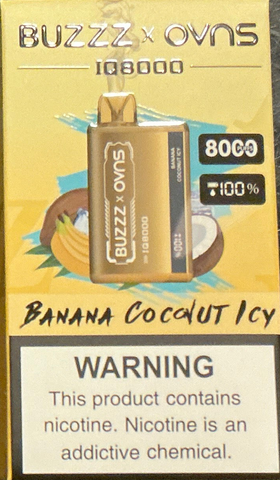 BUZZZ x OVNS
IQ8000
8000
100%
BANANA
COCONUT ICY
BUZZZ x OVNS
IQ8000
100%
BANANA COCONUT ICY
WARNING
This product contains
nicotine. Nicotine is an
addictive chemical.